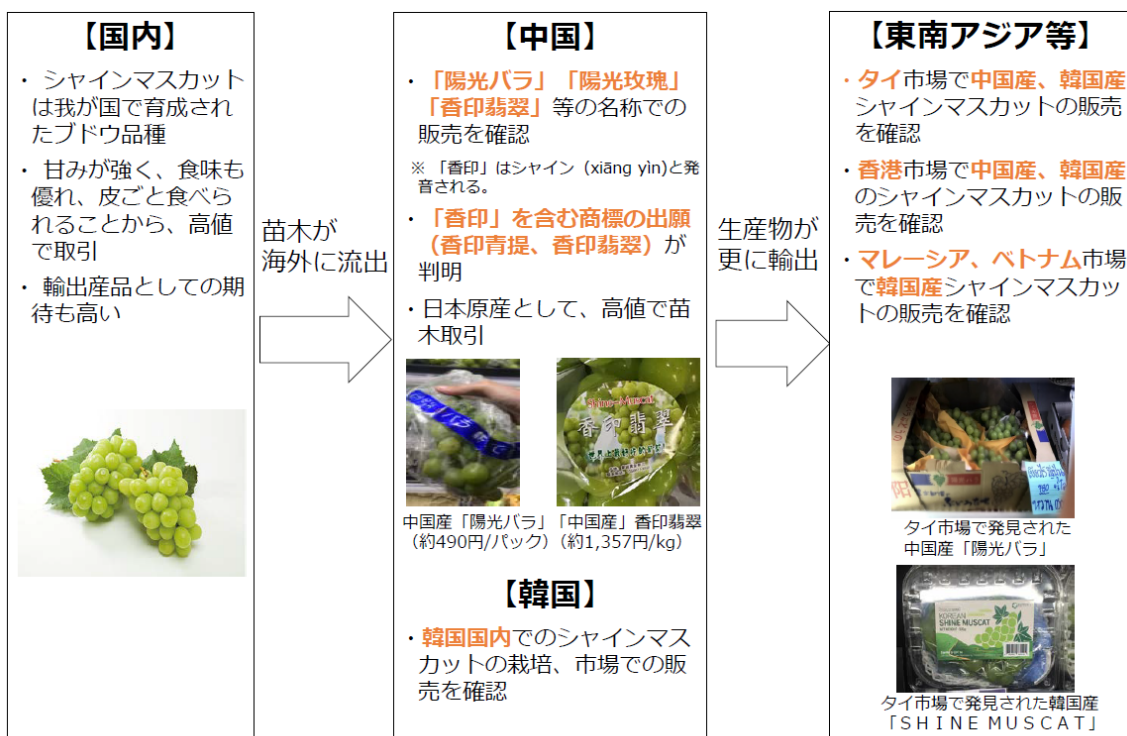 【国内】
・ シャインマスカット
は我が国で育成され
たブドウ品種
・ 甘みが強く、食味も
優れ、皮ごと食べら
れることから、高値
で取引
・ 輸出産品としての期
待も高い
苗木が
海外に流出
【中国】
・「陽光バラ」「陽光玫瑰」
「香印翡翠」等の名称での
販売を確認
※ 「香印」はシャイン（xiāng yìn)と発
音される。
・「香印」を含む商標の出願
（香印青提、香印翡翠）が
判明
・日本原産として、高値で苗
木取引
バラ
Shine-Muscat
香印翡翠
中国産「陽光バラ」
（約490円/パック）
「中国産」香印翡翠
（約1,357円/kg）
【韓国】
・韓国国内でのシャインマス
カットの栽培、市場での販
売を確認
生産物が
更に輸出
【東南アジア等】
・タイ市場で中国産、韓国産
シャインマスカットの販売
を確認
・香港市場で中国産、韓国産
のシャインマスカットの販
売を確認
・マレーシア、ベトナム市場
で韓国産シャインマスカッ
トの販売を確認
陽
タイ市場で発見された
中国産「陽光バラ」
KOREAN
SHINE MUSCAT
タイ市場で発見された韓国産
「ＳＨＩＮＥ ＭＵＳＣＡＴ」